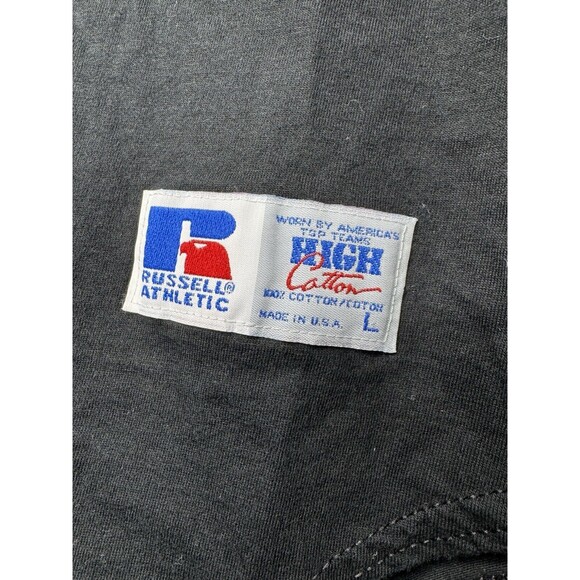 R
RUSSELL®
ATHLETIC
WORN BY AMERICA'S
TOP TEAMS
HIGH
Cotton
100% COTTON/COTON
MADE IN U.S.A. L